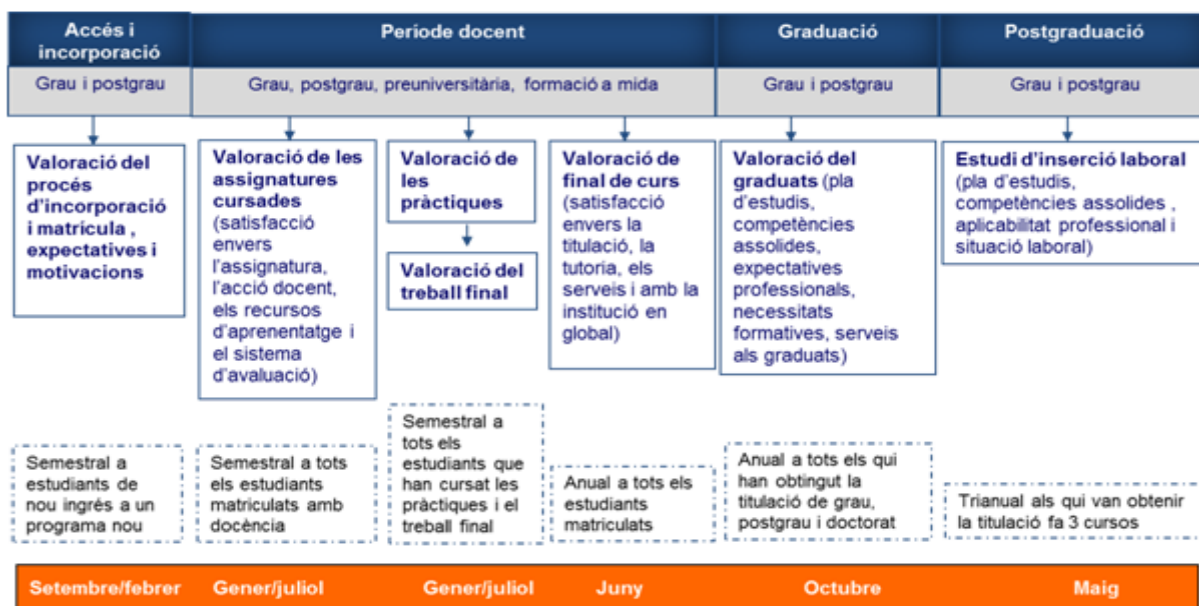 Accés i
incorporació
Període docent
Graduació
Postgraduació
Grau i postgrau
Grau, postgrau, preuniversitària, formació a mida
Grau i postgrau
Grau i postgrau
Valoració del
procés
d'incorporació
i matrícula ,
expectatives i
motivacions
Valoració de les
assignatures
cursades
(satisfacció
envers
l'assignatura,
l'acció docent,
els recursos
d'aprenentatge i
el sistema
d'avaluació)
Valoració de
les
pràctiques
Valoració del
treball final
Valoració de
final de curs
(satisfacció
envers la
titulació, la
tutoria, els
serveis i amb la
institució en
global)
Valoració del
graduats (pla
d'estudis,
competències
assolides,
expectatives
professionals,
necessitats
formatives, serveis
als graduats)
Estudi d'inserció laboral
(pla d'estudis,
competències assolides ,
aplicabilitat professional i
situació laboral)
Semestral a
estudiants de
nou ingrés a un
programa nou
Semestral a tots
els estudiants
matriculats amb
docència
Semestral a
tots els
estudiants que
han cursat les
pràctiques i el
treball final
Anual a tots els
estudiants
matriculats
Anual a tots els qui
han obtingut la
titulació de grau,
postgrau i doctorat
Trianual als qui van obtenir
la titulació fa 3 cursos
Setembre/febrer
Gener/juliol
Gener/juliol
Juny
Octubre
Maig